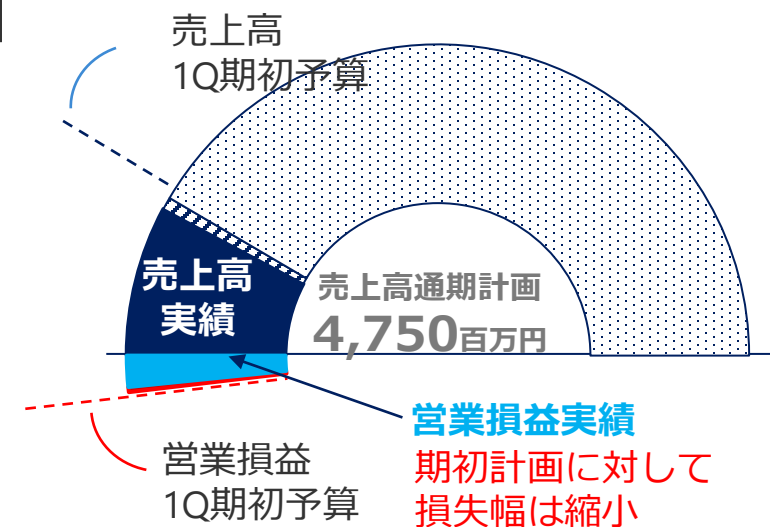 売上高
1Q期初予算
売上高
実績
売上高通期計画
4,750百万円
営業損益実績
期初計画に対して
損失幅は縮小
営業損益
1Q期初予算